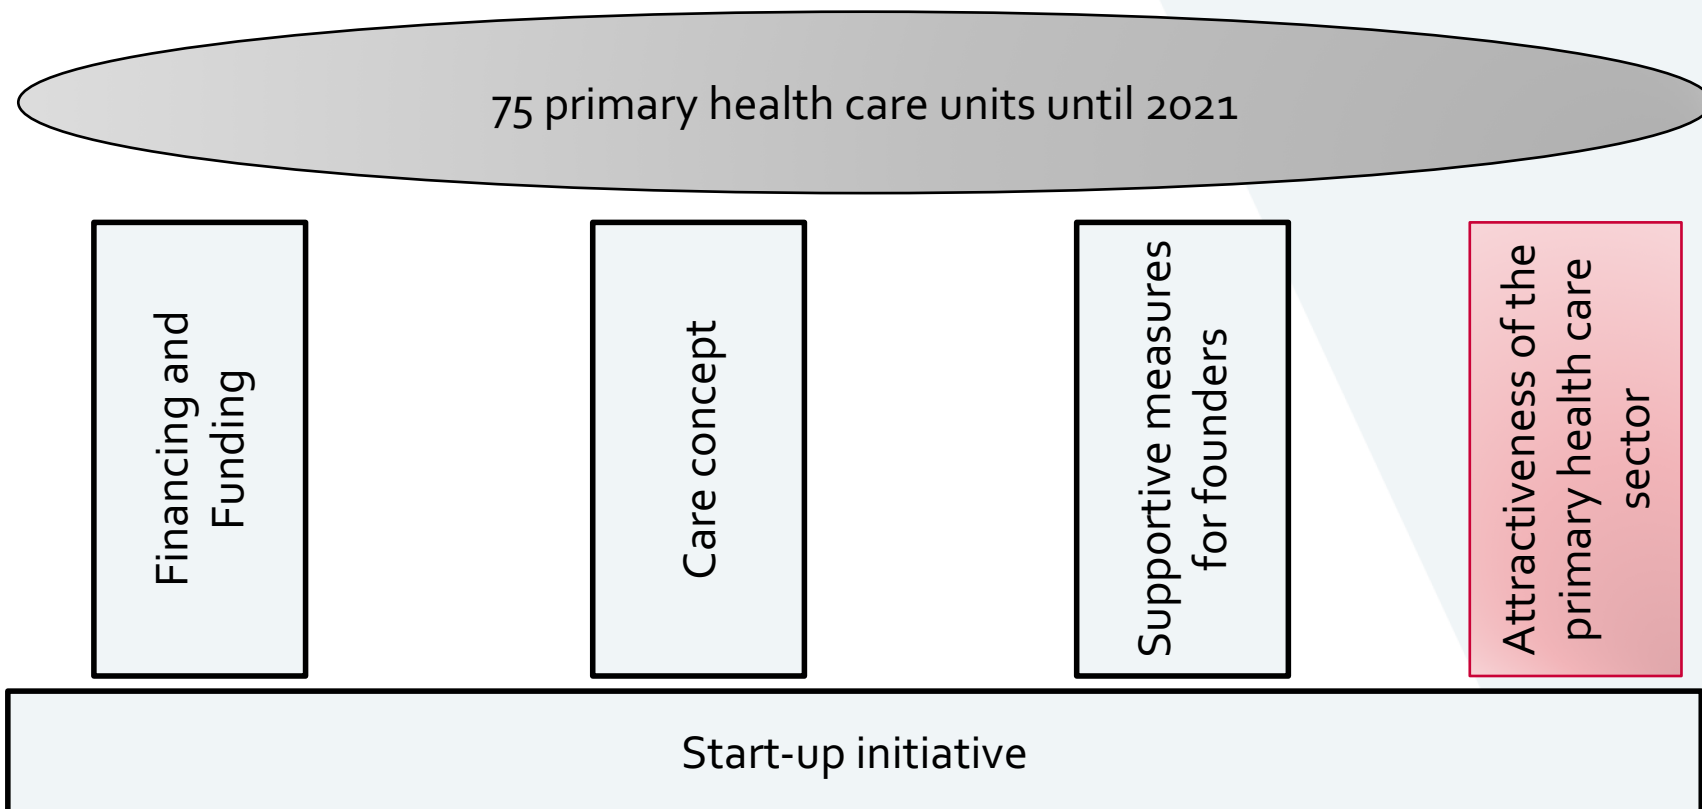 75 primary health care units until 2021
Financing and
Funding
Care concept
Supportive measures
for founders
Attractiveness of the
primary health care
sector
Start-up initiative